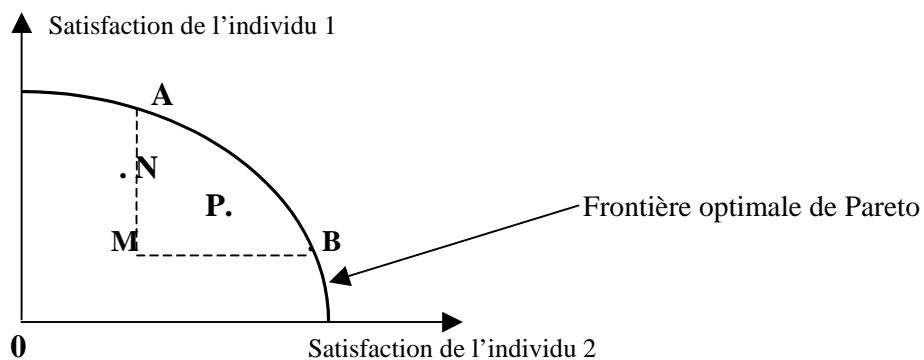 Satisfaction de l’individu 1
A
. N
P.
Frontière optimale de Pareto
M
B
0
Satisfaction de l’individu 2